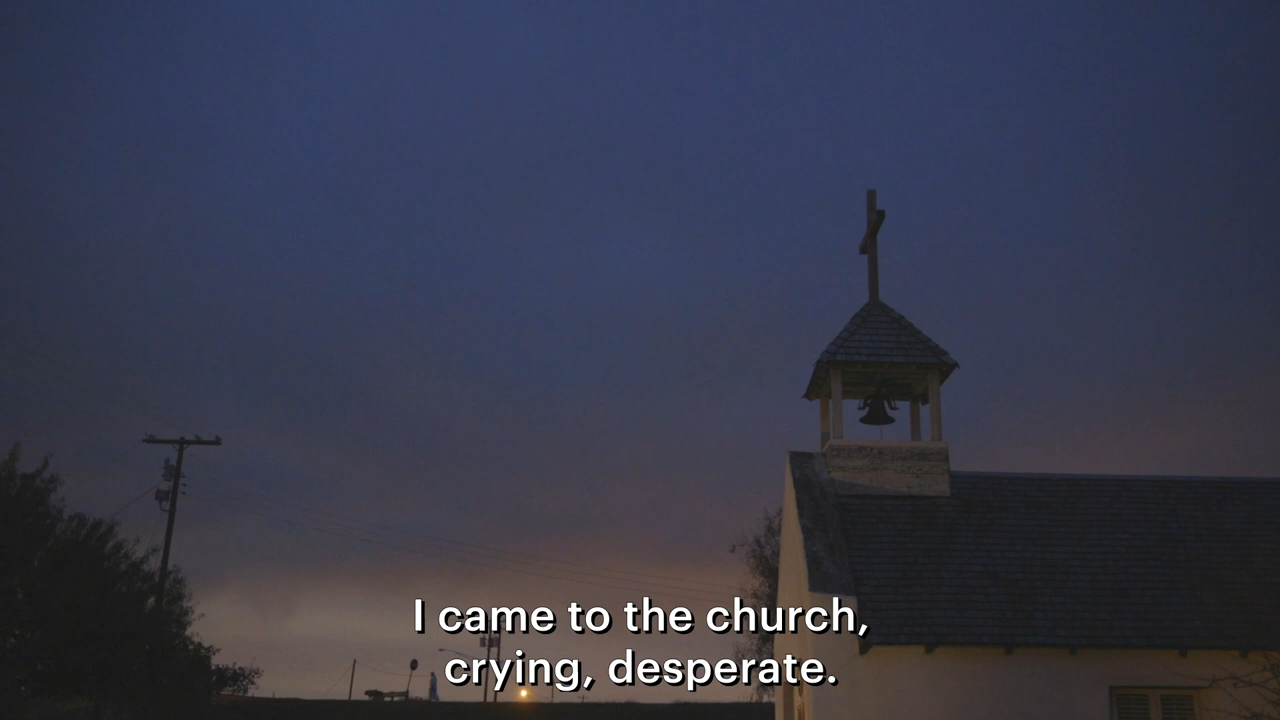 I came to the church,
crying, desperate.